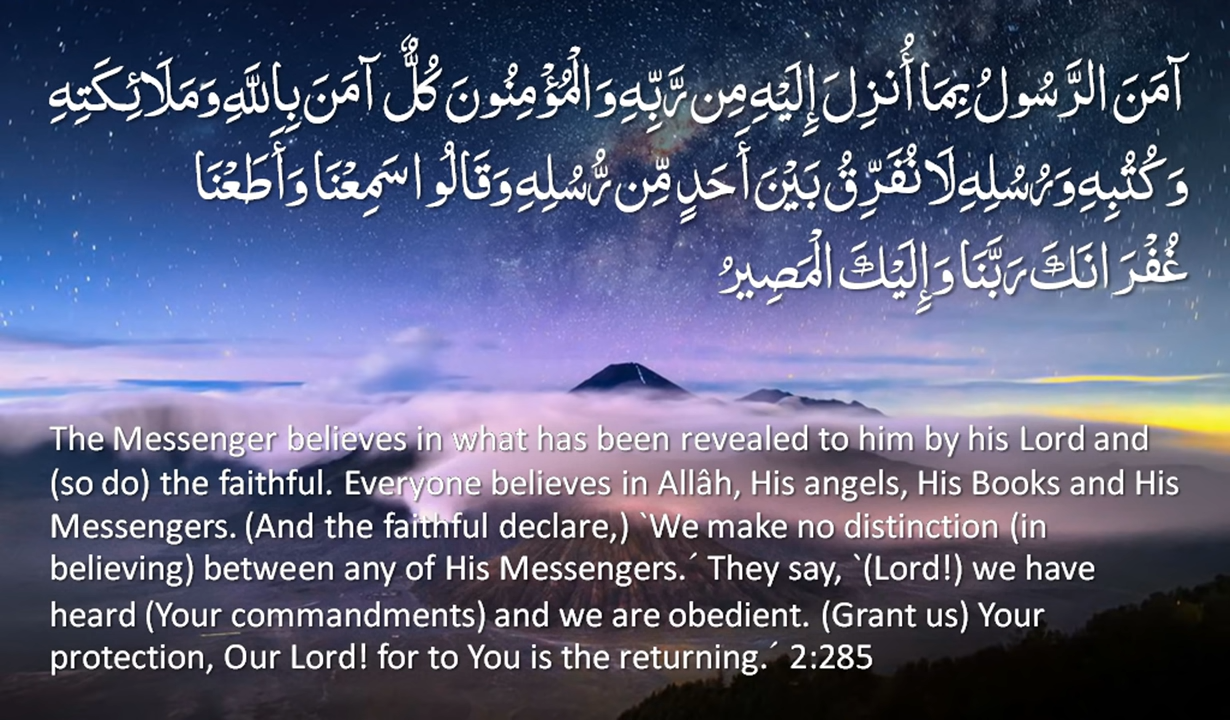 آمَنَ الرَّسُولُ بِمَا أُنزِلَ إِلَيْهِ مِن رَّبِّهِ وَالْمُؤْمِنُونَ كُلٌّ آمَنَ بِاللَّهِ وَمَلَائِكَتِهِ
وَكُتُبِهِ وَرُسُلِهِ لَا نُفَرِّقُ بَيْنَ أَحَدٍ مِّن رُّسُلِهِ وَقَالُوا سَمِعْنَا وَأَطَعْنَا
غُفْرَانَكَ رَبَّنَا وَإِلَيْكَ الْمَصِيرُ
The Messenger believes in what has been revealed to him by his Lord and
(so do) the faithful. Everyone believes in Allâh, His angels, His Books and His
Messengers. (And the faithful declare,) `We make no distinction (in
believing) between any of His Messengers.´ They say, `(Lord!) we have
heard (Your commandments) and we are obedient. (Grant us) Your
protection, Our Lord! for to You is the returning.´ 2:285